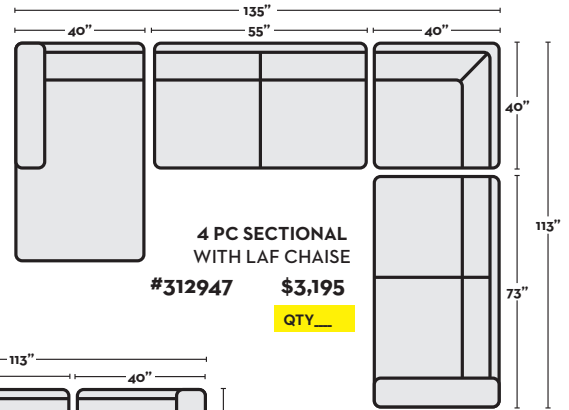 135”
40” 55” 40”
40”
113”
4 PC SECTIONAL
WITH LAF CHAISE
#312947 $3,195
73”
QTY__
113”
40”